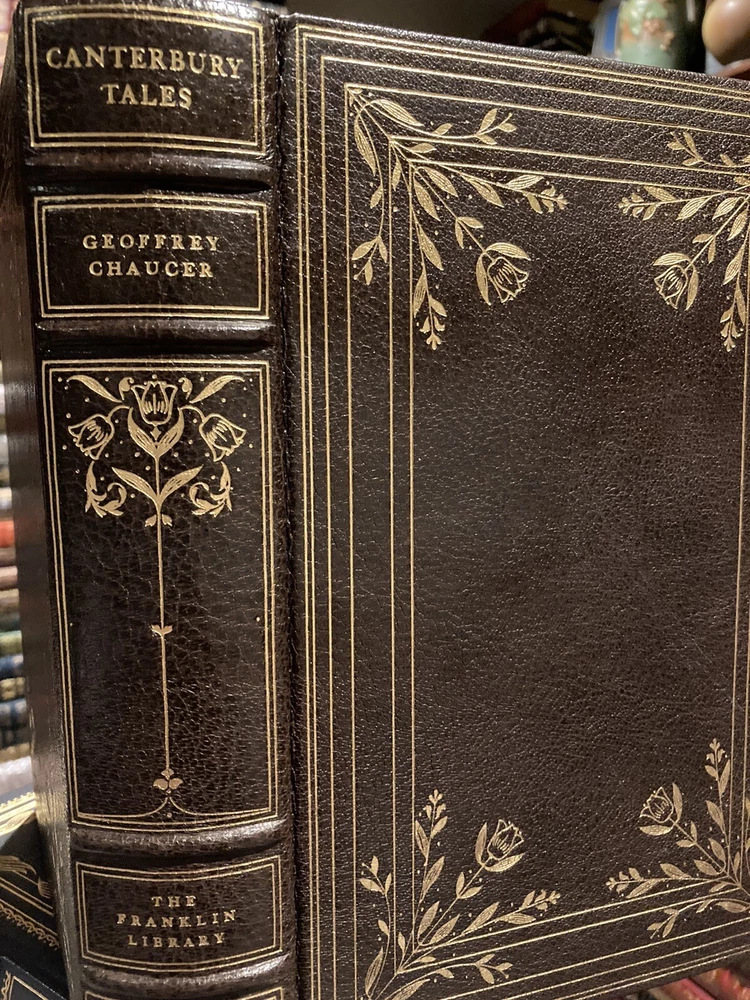 CANTERBURY
TALES
GEOFFREY
CHAUCER
THE
FRANKLIN
LIBRARY